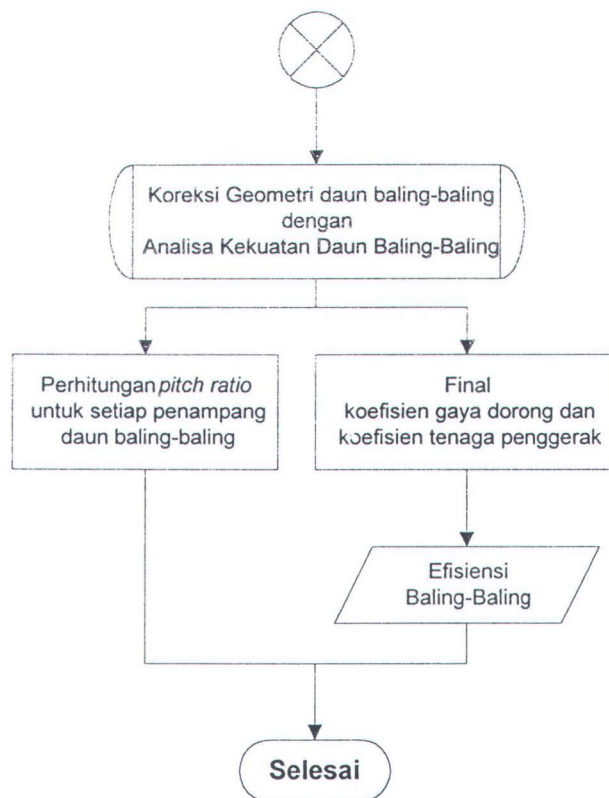 Koreksi Geometri daun baling-baling
dengan
Analisa Kekuatan Daun Baling-Baling
Perhitungan pitch ratio
untuk setiap penampang
daun baling-baling
Final
koefisien gaya dorong dan
koefisien tenaga penggerak
Efisiensi
Baling-Baling
Selesai